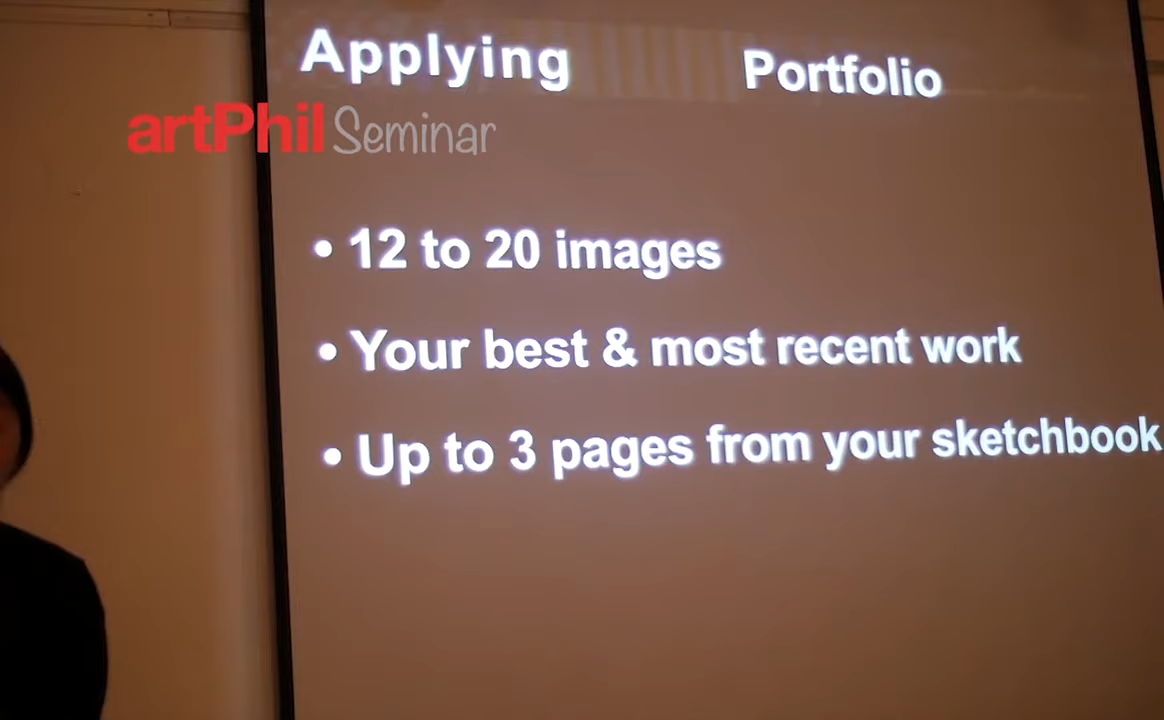 Applying Portfolio
artPhil Seminar
• 12 to 20 images
• Your best & most recent work
• Up to 3 pages from your sketchbook